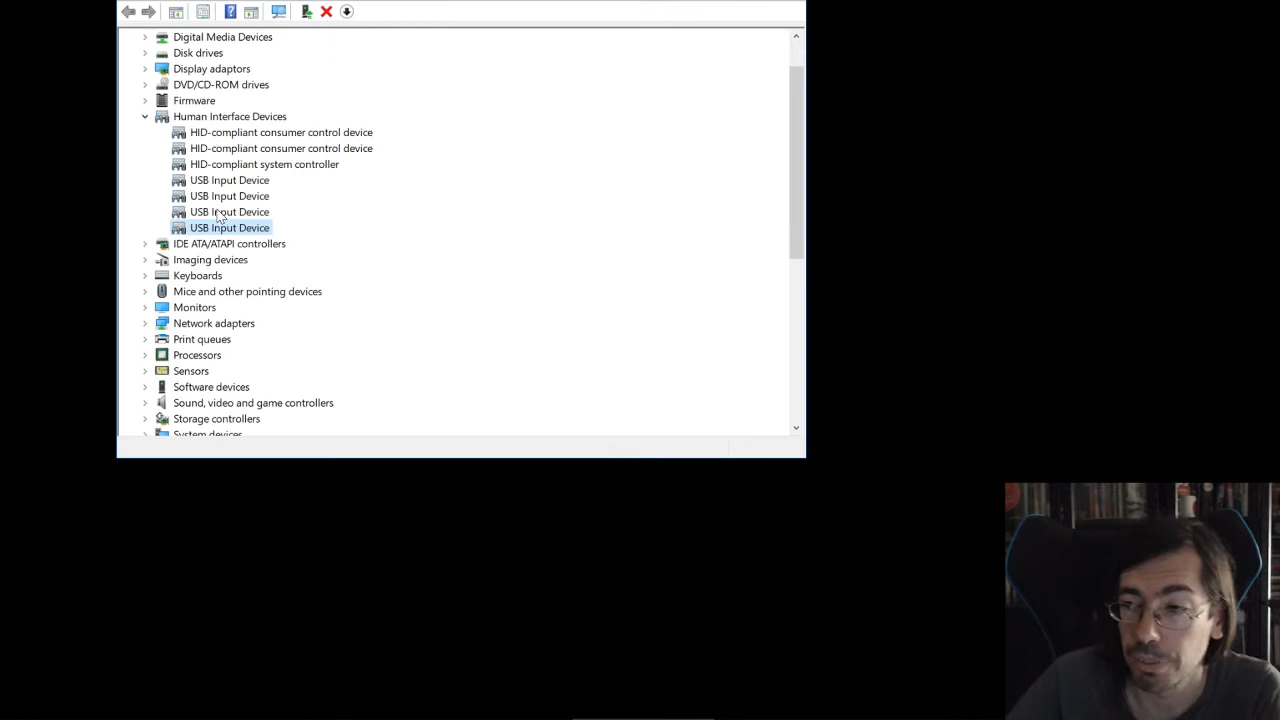 Digital Media Devices
Disk drives
Display adaptors
DVD/CD-ROM drives
Firmware
Human Interface Devices
HID-compliant consumer control device
HID-compliant consumer control device
HID-compliant system controller
USB Input Device
USB Input Device
USB Input Device
USB Input Device
IDE ATA/ATAPI controllers
Imaging devices
Keyboards
Mice and other pointing devices
Monitors
Network adapters
Print queues
Processors
Sensors
Software devices
Sound, video and game controllers
Storage controllers
System devices